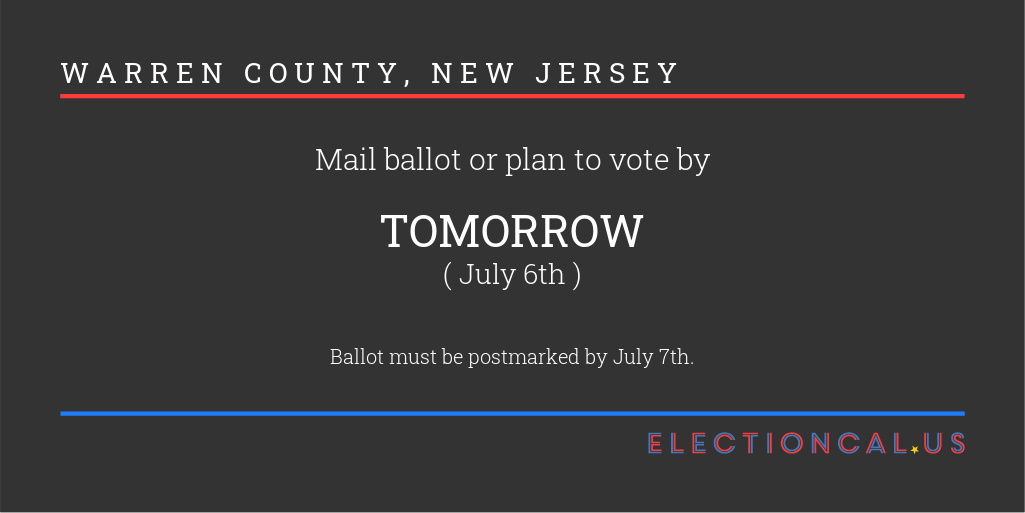 WARREN COUNTY, NEW JERSEY
Mail ballot or plan to vote by
TOMORROW
( July 6th )
Ballot must be postmarked by July 7th.
ELECTIONCAL.US